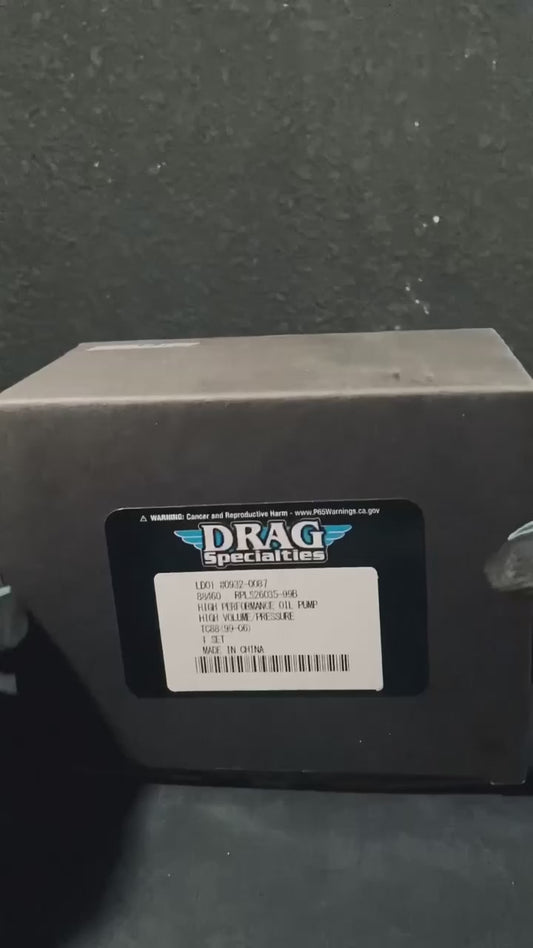 ⚠ WARNING: Cancer and Reproductive Harm - www.P65Warnings.ca.gov
DRAG
Specialties
LD01 #0932-0087
88460 RPLS26035-99B
HIGH PERFORMANCE OIL PUMP
HIGH VOLUME/PRESSURE
TC88(99-06)
1 SET
MADE IN CHINA